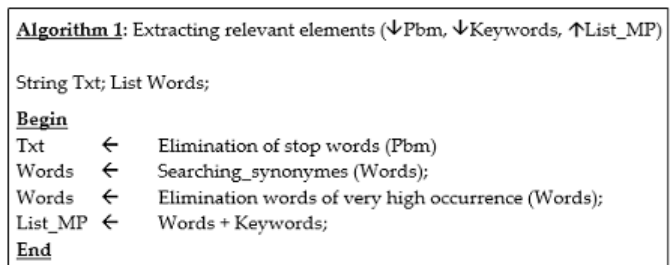 Algorithm 1: Extracting relevant elements (↓Pbm, ↓Keywords, ↑List_MP)
String Txt; List Words;
Begin
Txt ← Elimination of stop words (Pbm)
Words ← Searching_synonymes (Words);
Words ← Elimination words of very high occurrence (Words);
List_MP ← Words + Keywords;
End